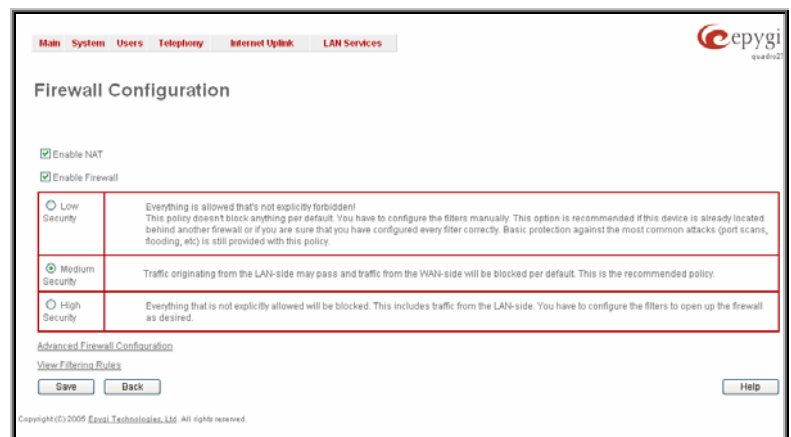 Main System Users Telephony Internet Uplink LAN Services
epygi
Firewall Configuration
Enable NAT
Enable Firewall
Low Security
Everything is allowed that's not explicitly forbidden!
This policy doesn't block anything per default. You have to configure the filters manually. This option is recommended if this device is already located
behind another firewall or if you are sure that you have configured every filter correctly. Basic protection against the most common attacks (port scans,
flooding, etc) is still provided with this policy.
Medium Security
Traffic originating from the LAN-side may pass and traffic from the WAN-side will be blocked per default. This is the recommended policy.
High Security
Everything that is not explicitly allowed will be blocked. This includes traffic from the LAN-side. You have to configure the filters to open up the firewall
as desired.
Advanced Firewall Configuration
View Filtering Rules
Save Back Help
Copyright (C) 2005 Epygi Technologies, Ltd. All rights reserved.